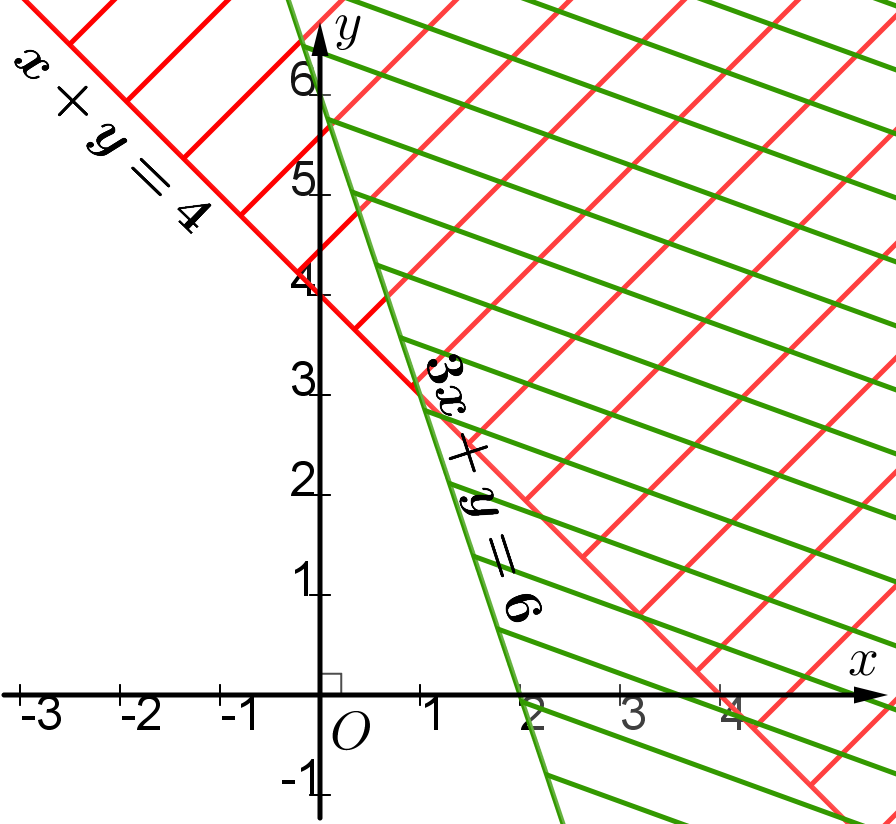 y
6
x + y = 4
5
4
3
3x + y = 6
2
1
x
-3 -2 -1 O 1 2 3 4
-1